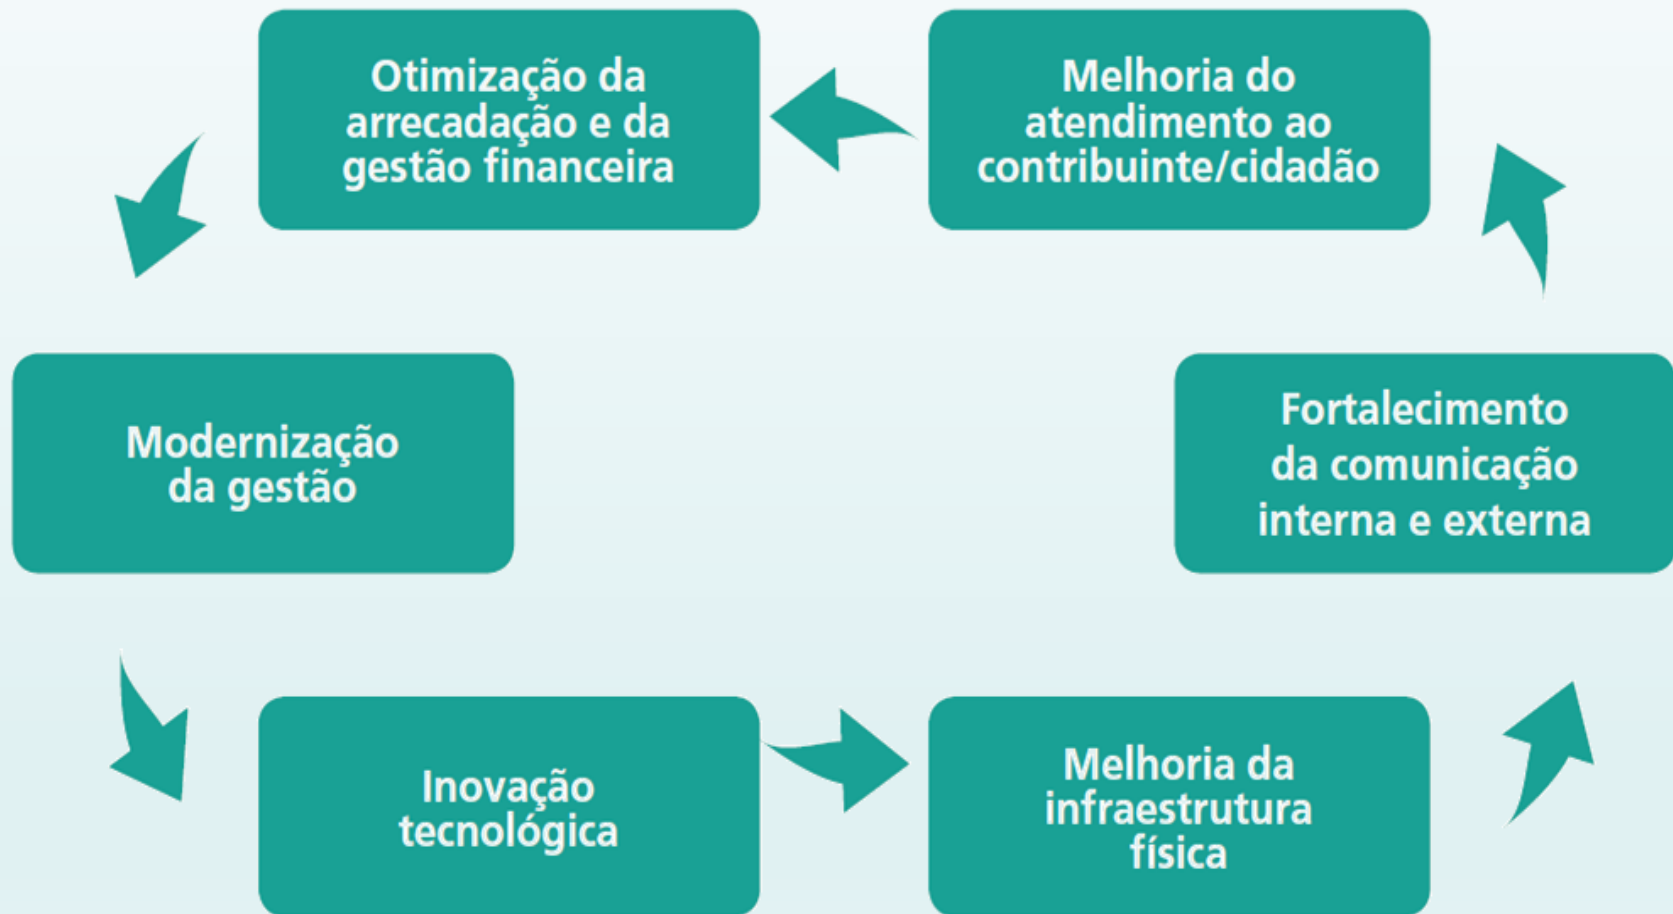 Otimização da
arrecadação e da
gestão financeira
Melhoria do
atendimento ao
contribuinte/cidadão
Modernização
da gestão
Fortalecimento
da comunicação
interna e externa
Inovação
tecnológica
Melhoria da
infraestrutura
física